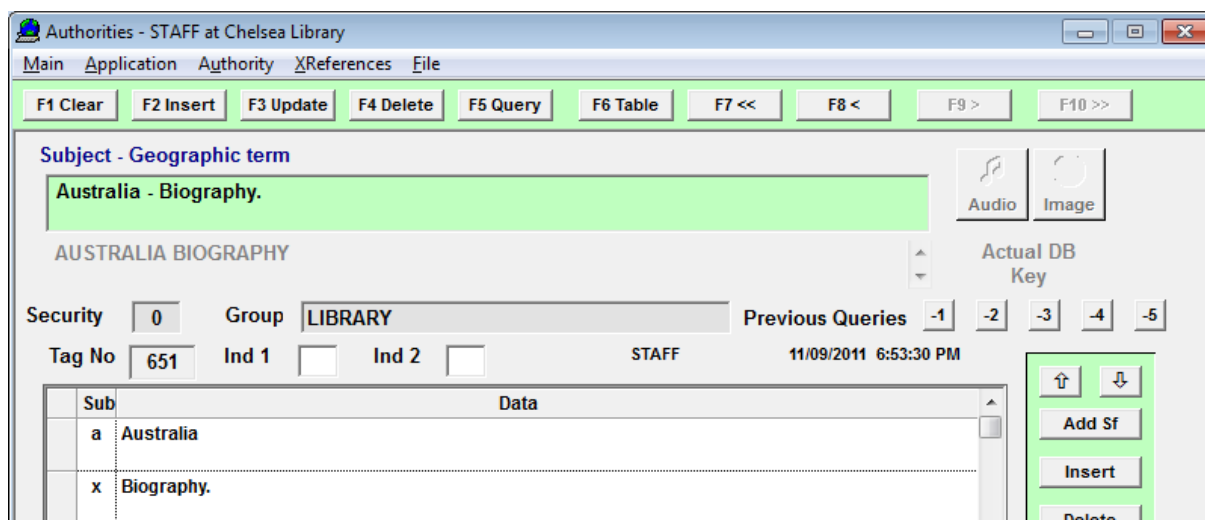 Authorities - STAFF at Chelsea Library
Main Application Authority XReferences File
F1 Clear F2 Insert F3 Update F4 Delete F5 Query F6 Table F7 << F8 < F9 > F10 >>
Subject - Geographic term
Australia - Biography.
Audio Image
AUSTRALIA BIOGRAPHY
Actual DB
Key
Security 0 Group LIBRARY Previous Queries -1 -2 -3 -4 -5
Tag No 651 Ind 1 Ind 2 STAFF 11/09/2011 6:53:30 PM
Sub Data
Add Sf
a Australia
Insert
x Biography.
Delete